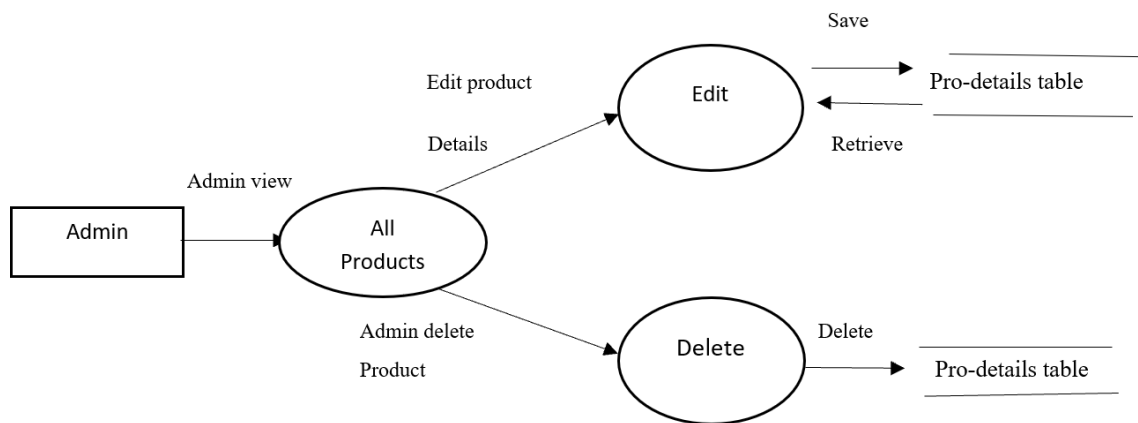 Save
Edit product
Edit
Pro-details table
Details
Retrieve
Admin view
Admin
All
Products
Admin delete
Product
Delete
Delete
Pro-details table